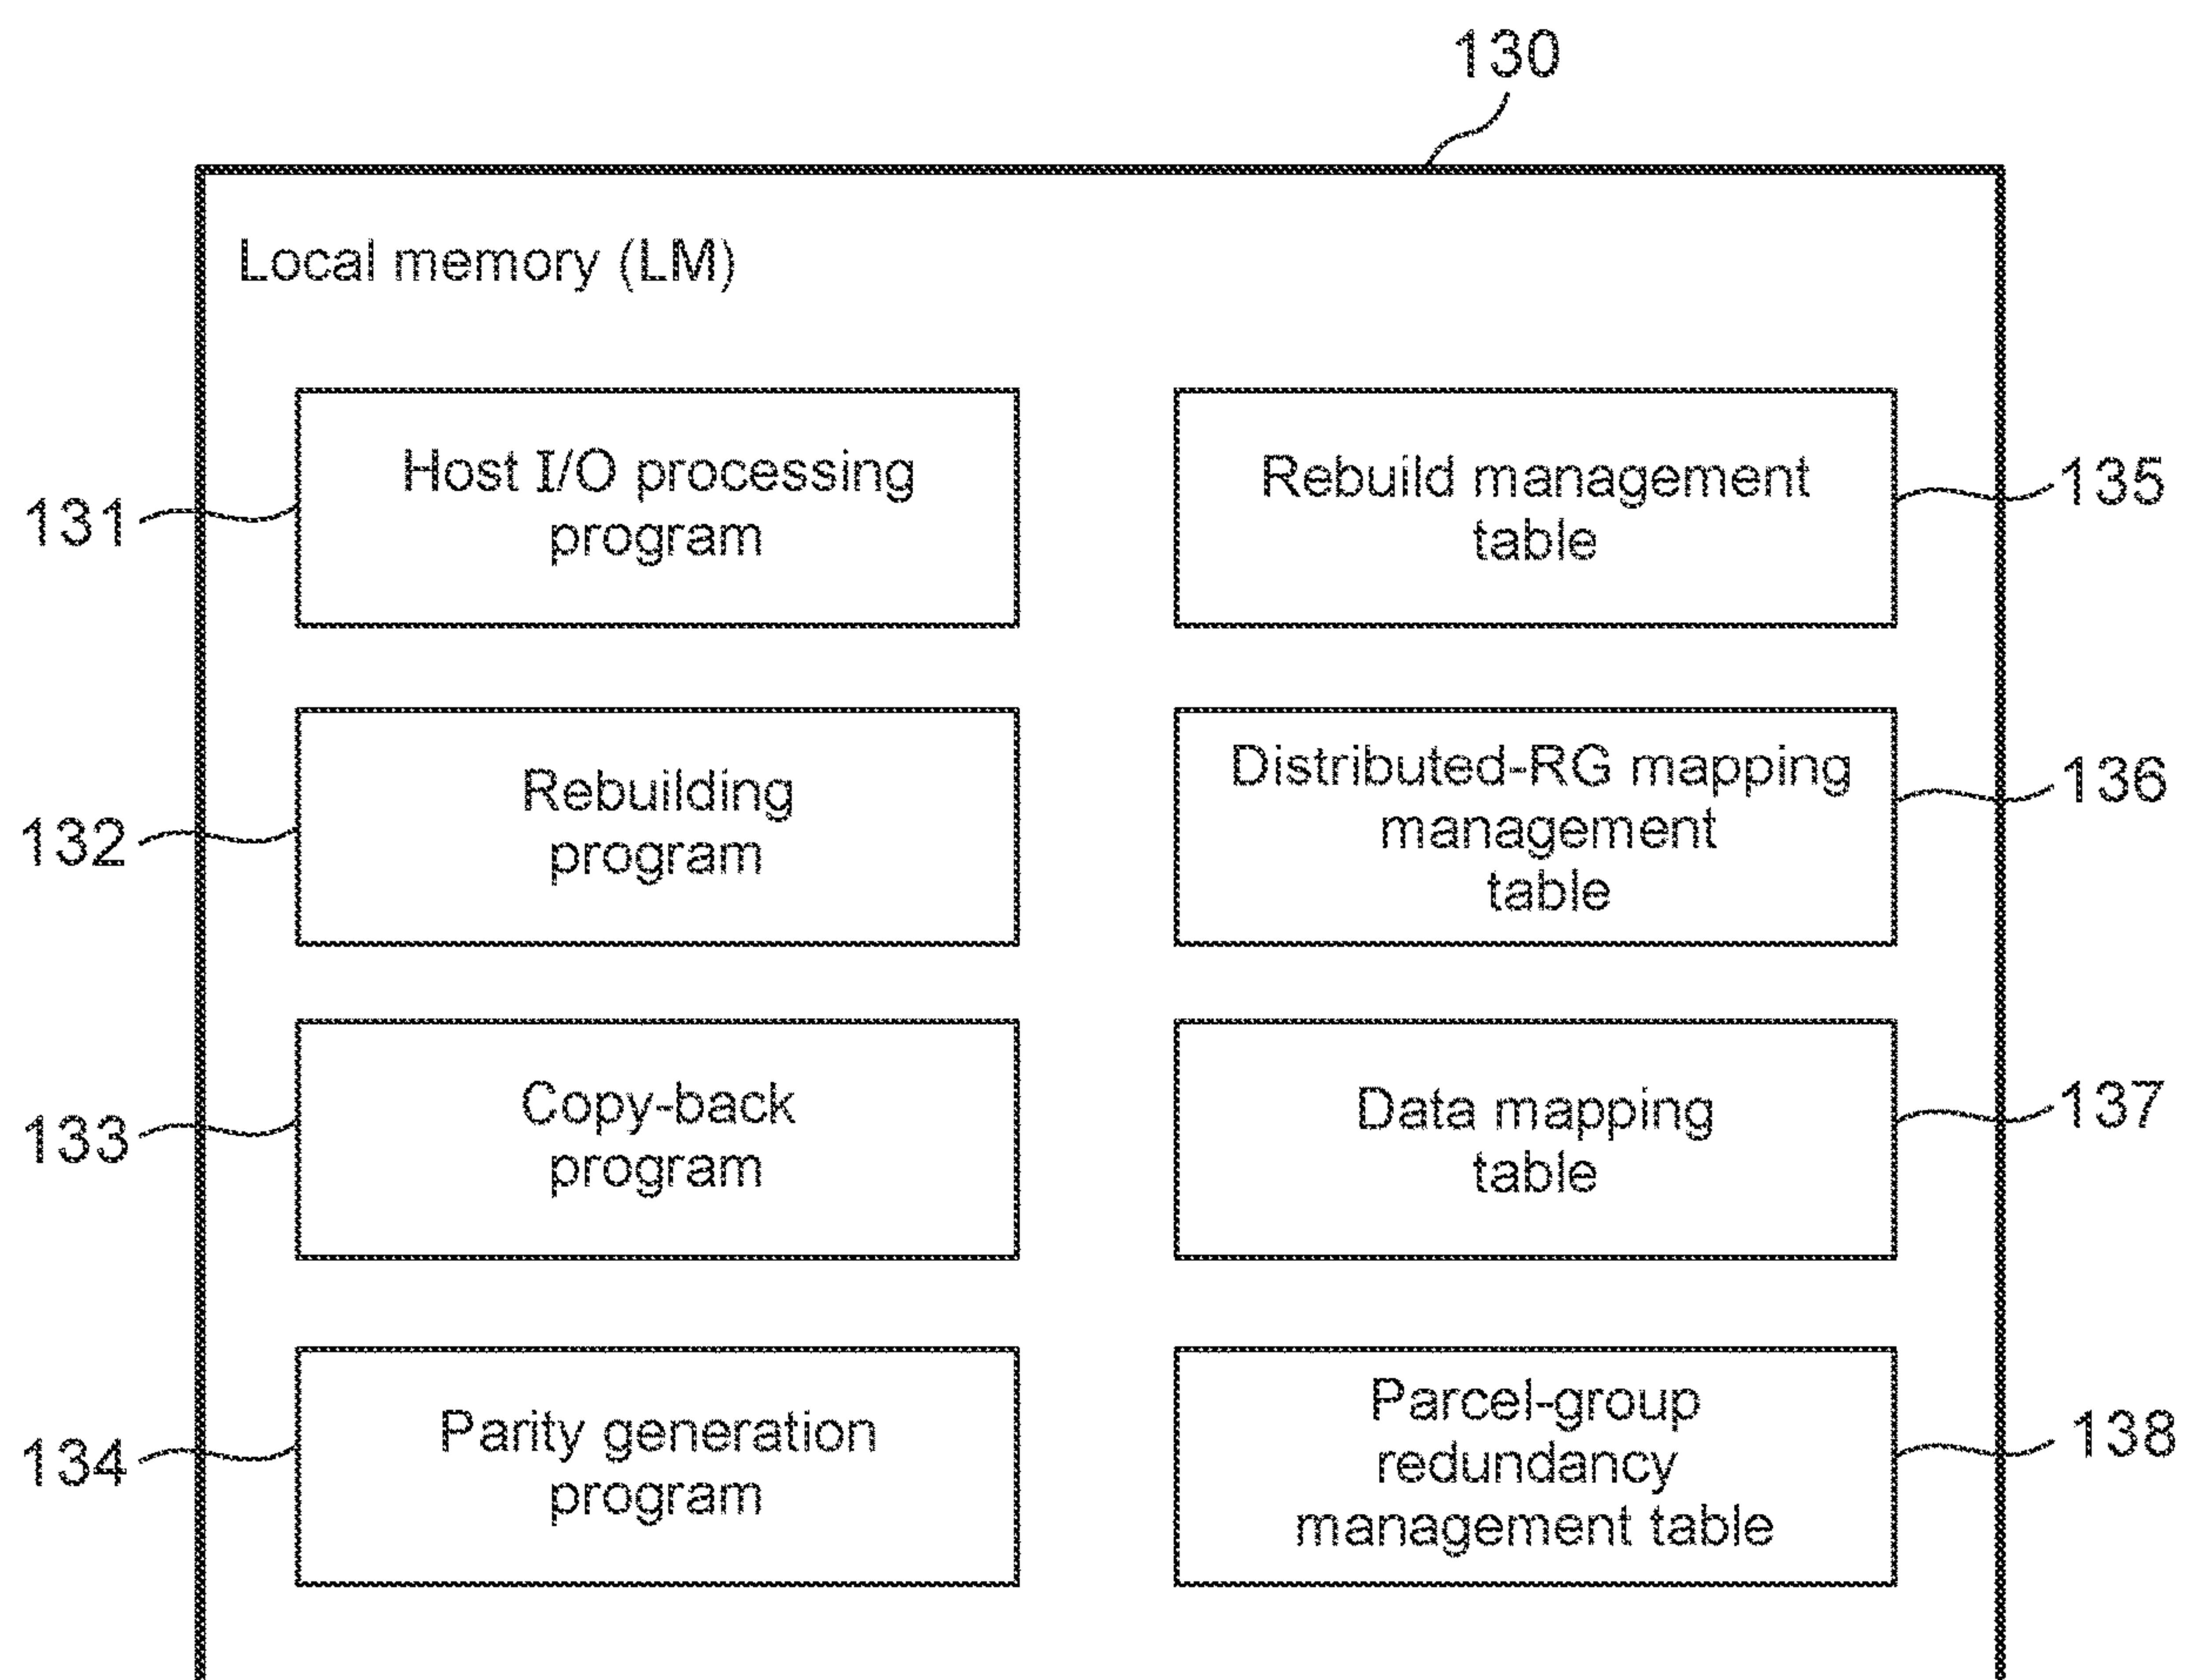 130
Local memory (LM)
131
Host I/O processing
program
Rebuild management
table
135
132
Rebuilding
program
Distributed-RG mapping
management
table
136
133
Copy-back
program
Data mapping
table
137
134
Parity generation
program
Parcel-group
redundancy
management table
138